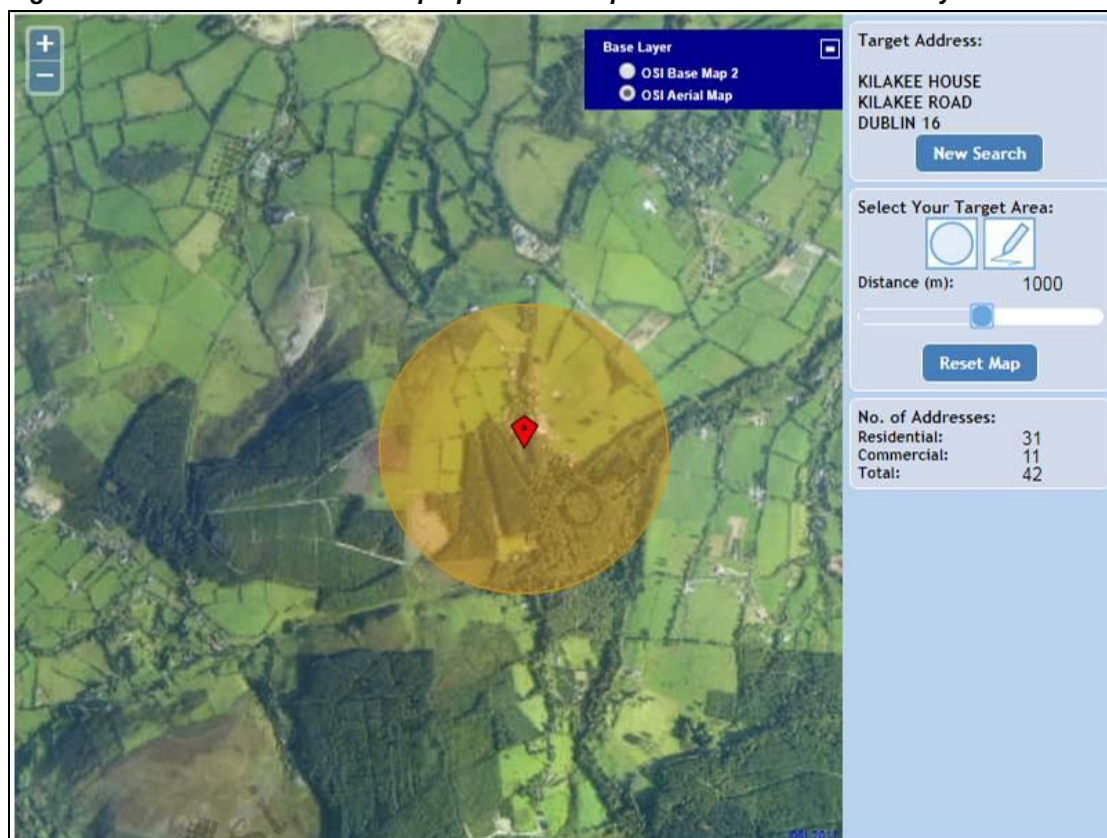 +
−
Base Layer
OSI Base Map 2
OSI Aerial Map
Target Address:
KILAKEE HOUSE
KILAKEE ROAD
DUBLIN 16
New Search
Select Your Target Area:
Distance (m): 1000
Reset Map
No. of Addresses:
Residential: 31
Commercial: 11
Total: 42